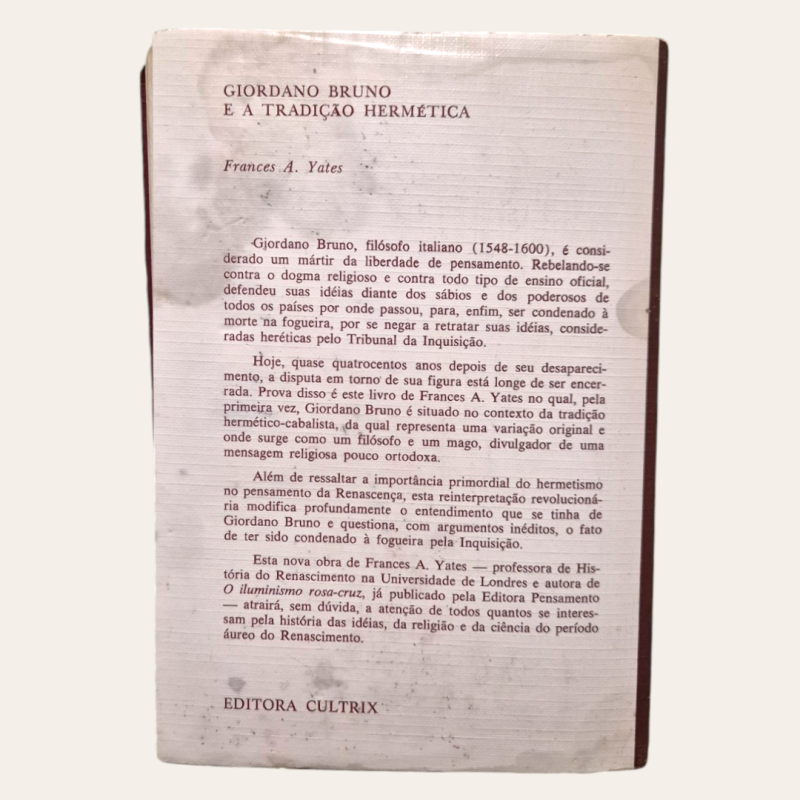 GIORDANO BRUNO
E A TRADIÇÃO HERMÉTICA
Frances A. Yates
Giordano Bruno, filósofo italiano (1548-1600), é consi-
derado um mártir da liberdade de pensamento. Rebelando-se
contra o dogma religioso e contra todo tipo de ensino oficial,
defendeu suas idéias diante dos sábios e dos poderosos de
todos os países por onde passou, para, enfim, ser condenado à
morte na fogueira, por se negar a retratar suas idéias, conside-
radas heréticas pelo Tribunal da Inquisição.
Hoje, quase quatrocentos anos depois de seu desapareci-
mento, a disputa em torno de sua figura está longe de ser encer-
rada. Prova disso é este livro de Frances A. Yates no qual, pela
primeira vez, Giordano Bruno é situado no contexto da tradição
hermético-cabalista, da qual representa uma variação original e
onde surge como um filósofo e um mago, divulgador de uma
mensagem religiosa pouco ortodoxa.
Além de ressaltar a importância primordial do hermetismo
no pensamento da Renascença, esta reinterpretação revolucioná-
ria modifica profundamente o entendimento que se tinha de
Giordano Bruno e questiona, com argumentos inéditos, o fato
de ter sido condenado à fogueira pela Inquisição.
Esta nova obra de Frances A. Yates — professora de His-
tória do Renascimento na Universidade de Londres e autora de
O iluminismo rosa-cruz, já publicado pela Editora Pensamento
— atrairá, sem dúvida, a atenção de todos quantos se interes-
sam pela história das idéias, da religião e da ciência do período
áureo do Renascimento.
EDITORA CULTRIX